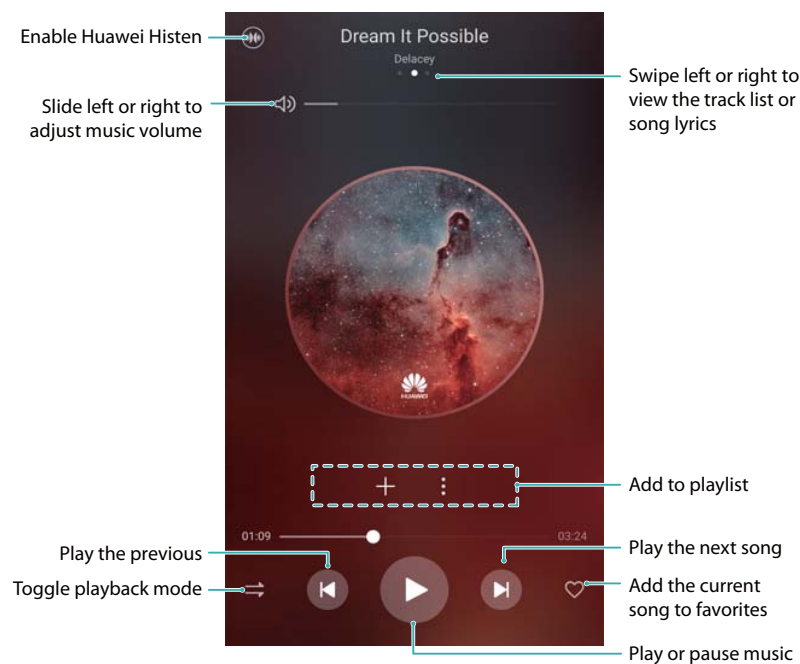 Enable Huawei Histen
Dream It Possible
Delacey
Swipe left or right to
view the track list or
song lyrics
Slide left or right to
adjust music volume
HUAWEI
Add to playlist
01:09
03:24
Play the previous
Play the next song
Toggle playback mode
Add the current
song to favorites
Play or pause music